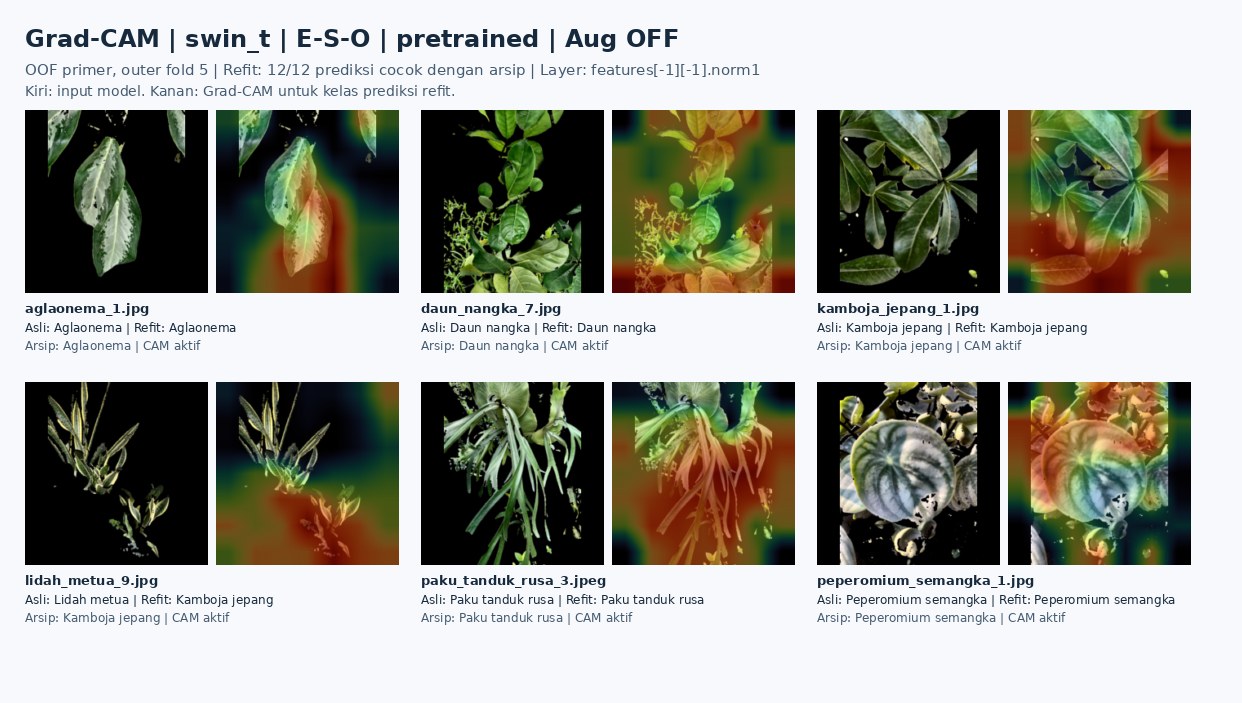 Grad-CAM | swin_t | E-S-O | pretrained | Aug OFF
OOF primer, outer fold 5 | Refit: 12/12 prediksi cocok dengan arsip | Layer: features[-1][-1].norm1
Kiri: input model. Kanan: Grad-CAM untuk kelas prediksi refit.
aglaonema_1.jpg
Asli: Aglaonema | Refit: Aglaonema
Arsip: Aglaonema | CAM aktif
daun_nangka_7.jpg
Asli: Daun nangka | Refit: Daun nangka
Arsip: Daun nangka | CAM aktif
kamboja_jepang_1.jpg
Asli: Kamboja jepang | Refit: Kamboja jepang
Arsip: Kamboja jepang | CAM aktif
lidah_metua_9.jpg
Asli: Lidah metua | Refit: Kamboja jepang
Arsip: Kamboja jepang | CAM aktif
paku_tanduk_rusa_3.jpeg
Asli: Paku tanduk rusa | Refit: Paku tanduk rusa
Arsip: Paku tanduk rusa | CAM aktif
peperomium_semangka_1.jpg
Asli: Peperomium semangka | Refit: Peperomium semangka
Arsip: Peperomium semangka | CAM aktif